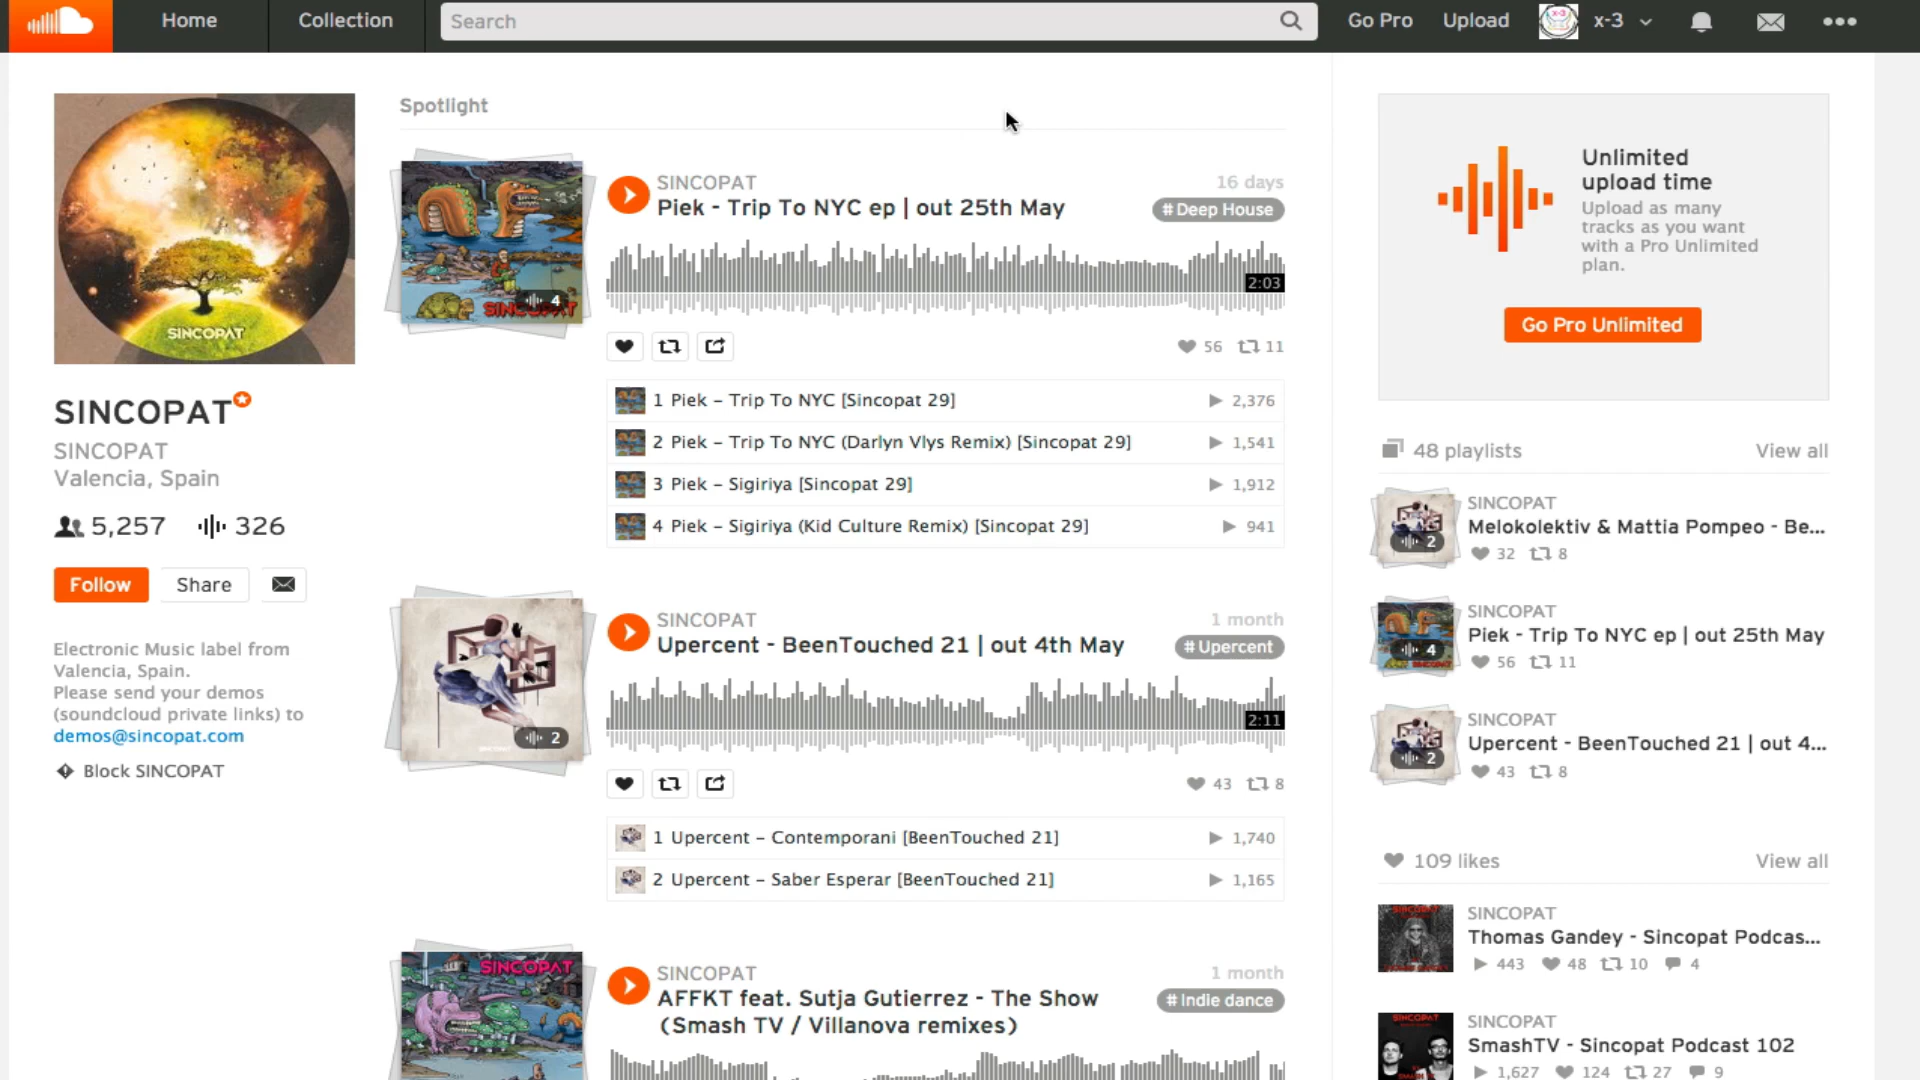 Home
Collection
Search
Go Pro
Upload
x-3
SINCOPAT
SINCOPAT
SINCOPAT
Valencia, Spain
5,257
326
Follow
Share
Electronic Music label from
Valencia, Spain.
Please send your demos
(soundcloud private links) to
demos@sincopat.com
Block SINCOPAT
Spotlight
SINCOPAT
4
SINCOPAT
16 days
Piek - Trip To NYC ep | out 25th May
# Deep House
2:03
56
11
1 Piek – Trip To NYC [Sincopat 29]
2,376
2 Piek – Trip To NYC (Darlyn Vlys Remix) [Sincopat 29]
1,541
3 Piek – Sigiriya [Sincopat 29]
1,912
4 Piek – Sigiriya (Kid Culture Remix) [Sincopat 29]
941
2
SINCOPAT
1 month
Upercent - BeenTouched 21 | out 4th May
# Upercent
2:11
43
8
1 Upercent – Contemporani [BeenTouched 21]
1,740
2 Upercent – Saber Esperar [BeenTouched 21]
1,165
SINCOPAT
SINCOPAT
1 month
AFFKT feat. Sutja Gutierrez - The Show
(Smash TV / Villanova remixes)
# Indie dance
Unlimited
upload time
Upload as many
tracks as you want
with a Pro Unlimited
plan.
Go Pro Unlimited
48 playlists
View all
2
SINCOPAT
Melokolektiv & Mattia Pompeo - Be...
32
8
4
SINCOPAT
Piek - Trip To NYC ep | out 25th May
56
11
2
SINCOPAT
Upercent - BeenTouched 21 | out 4...
43
8
109 likes
View all
SINCOPAT
SINCOPAT
Thomas Gandey - Sincopat Podcas...
443
48
10
4
SINCOPAT
SINCOPAT
SmashTV - Sincopat Podcast 102
1,627
124
27
9